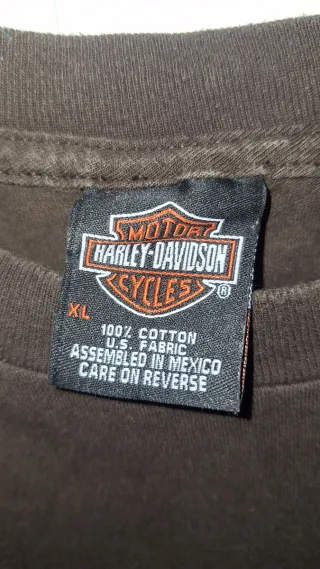 MOTOR
HARLEY-DAVIDSON
CYCLES
®
XL
100% COTTON
U.S. FABRIC
ASSEMBLED IN MEXICO
CARE ON REVERSE